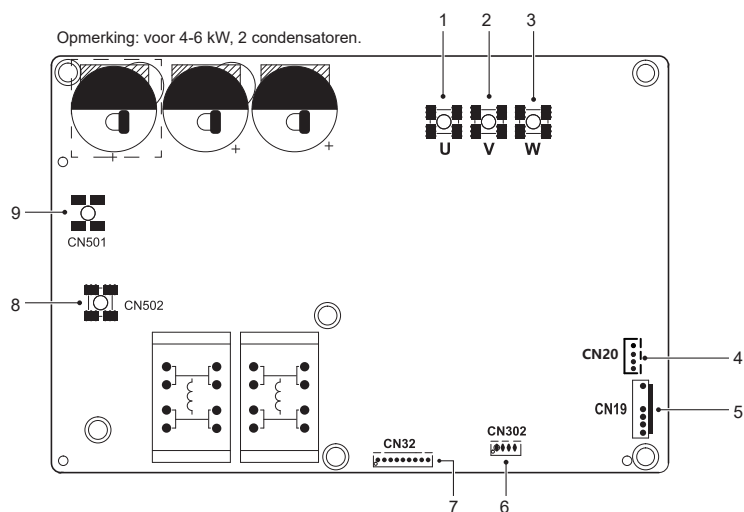 Opmerking: voor 4-6 kW, 2 condensatoren.
1 2 3
U V W
9
CN501
8
CN502
CN20
4
CN19
5
CN32
CN302
7
6